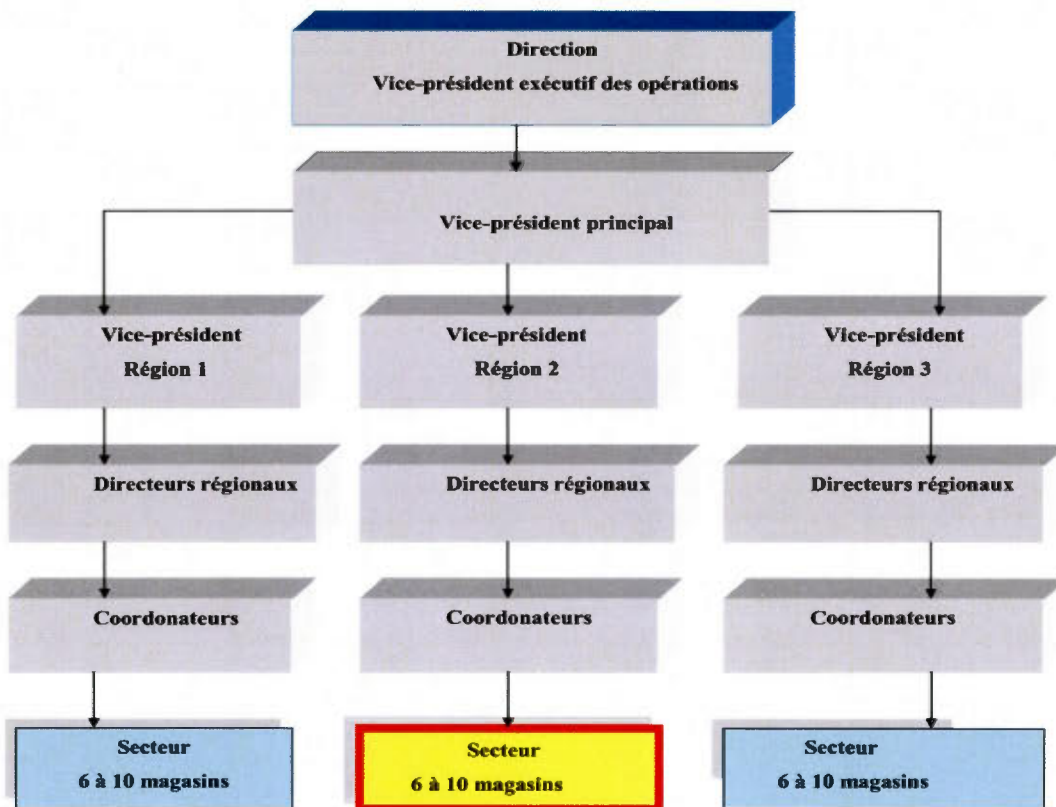 Direction
Vice-président exécutif des opérations
Vice-président principal
Vice-président
Région 1
Vice-président
Région 2
Vice-président
Région 3
Directeurs régionaux
Directeurs régionaux
Directeurs régionaux
Coordonateurs
Coordonateurs
Coordonateurs
Secteur
6 à 10 magasins
Secteur
6 à 10 magasins
Secteur
6 à 10 magasins